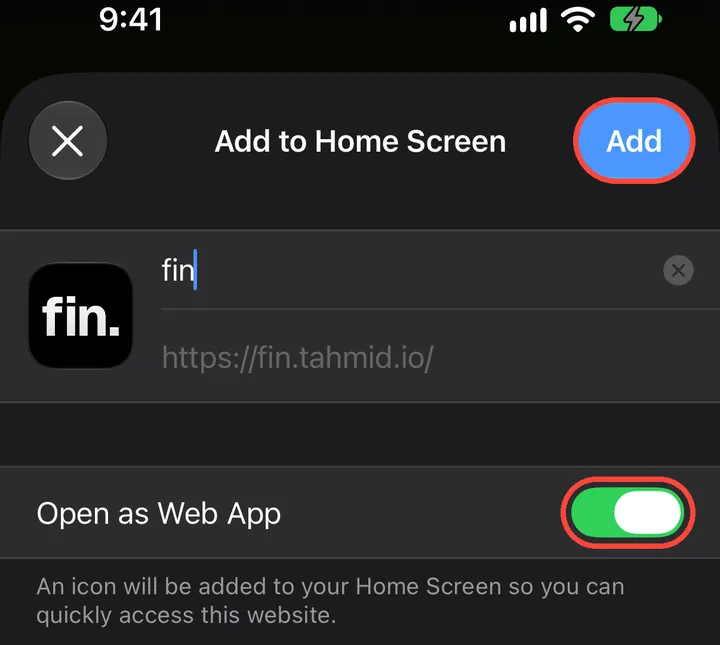 9:41
Add to Home Screen
Add
fin
fin.
https://fin.tahmid.io/
Open as Web App
An icon will be added to your Home Screen so you can
quickly access this website.